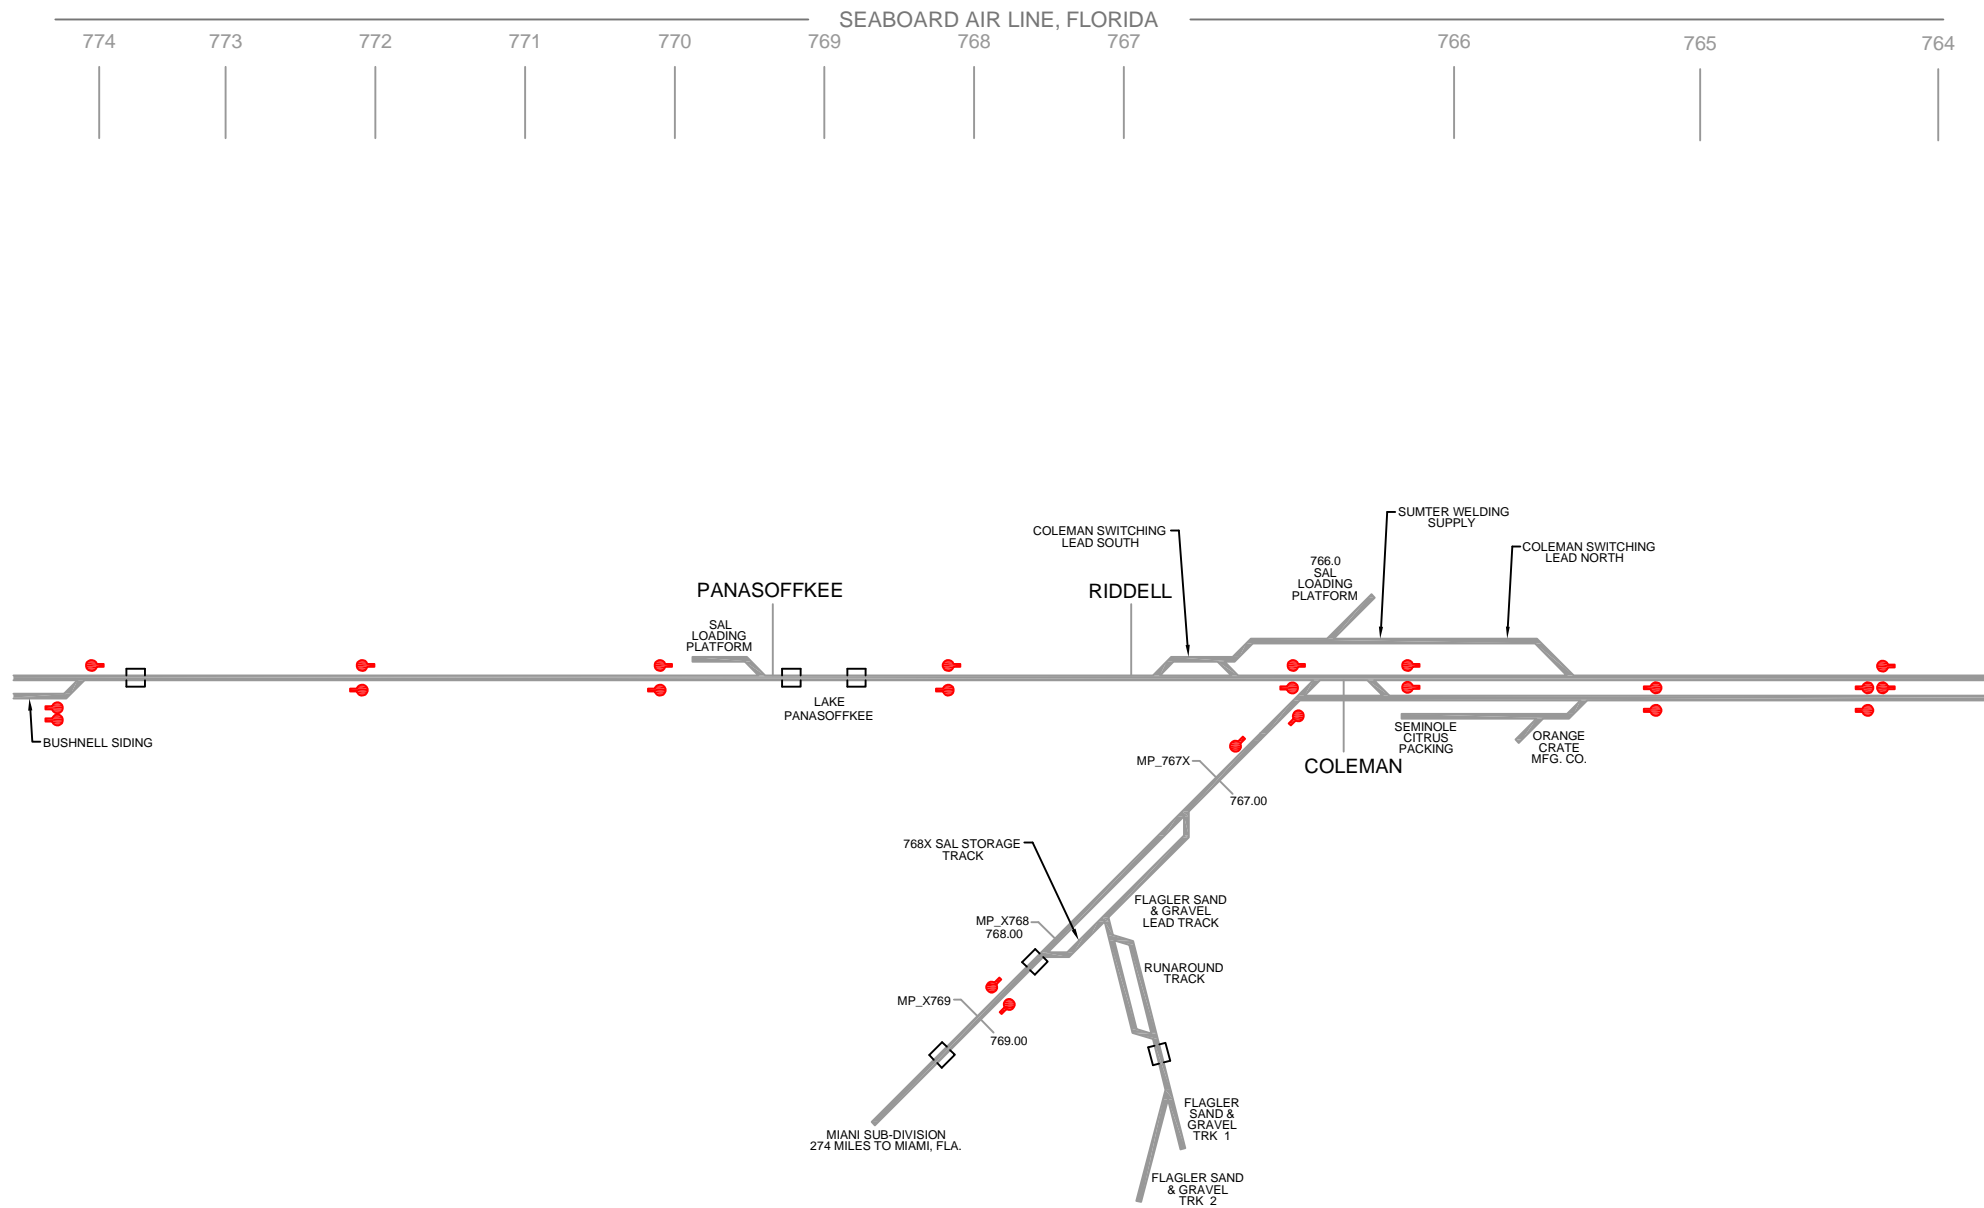 SEABOARD AIR LINE, FLORIDA
774 773 772 771 770 769 768 767 766 765 764
SUMTER WELDING
SUPPLY
COLEMAN SWITCHING
LEAD SOUTH
COLEMAN SWITCHING
LEAD NORTH
766.0
SAL
LOADING
PLATFORM
PANASOFFKEE
RIDDELL
SAL
LOADING
PLATFORM
LAKE
PANASOFFKEE
BUSHNELL SIDING
SEMINOLE
CITRUS
PACKING
ORANGE
CRATE
MFG. CO.
COLEMAN
MP_767X
767.00
768X SAL STORAGE
TRACK
FLAGLER SAND
& GRAVEL
LEAD TRACK
MP_X768
768.00
RUNAROUND
TRACK
MP_X769
769.00
MIANI SUB-DIVISION
274 MILES TO MIAMI, FLA.
FLAGLER
SAND &
GRAVEL
TRK 1
FLAGLER SAND
& GRAVEL
TRK 2